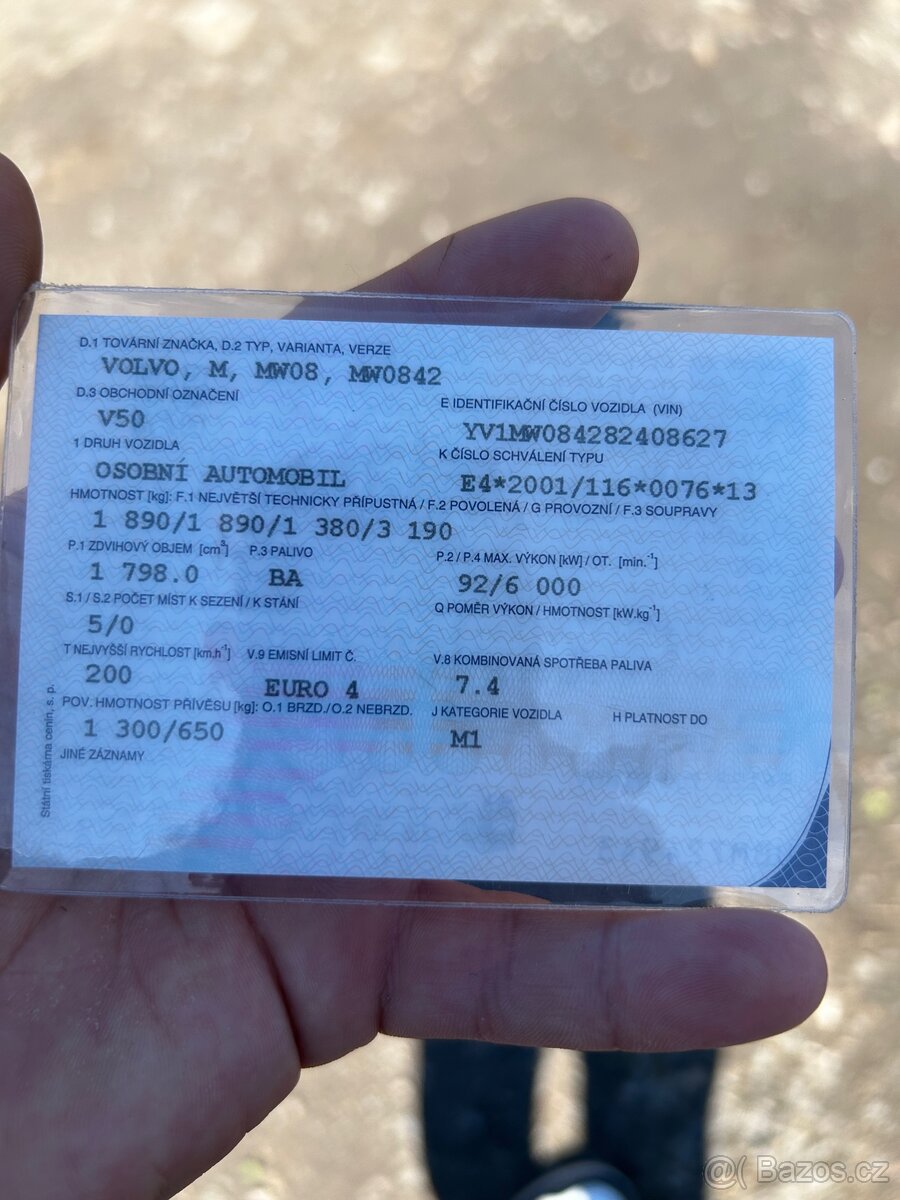 D.1 TOVÁRNÍ ZNAČKA, D.2 TYP, VARIANTA, VERZE
VOLVO, M, MW08, MW0842
D.3 OBCHODNÍ OZNAČENÍ
V50
E IDENTIFIKAČNÍ ČÍSLO VOZIDLA (VIN)
YV1MW084282408627
1 DRUH VOZIDLA
OSOBNÍ AUTOMOBIL
K ČÍSLO SCHVÁLENÍ TYPU
E4*2001/116*0076*13
HMOTNOST [kg]: F.1 NEJVĚTŠÍ TECHNICKY PŘÍPUSTNÁ / F.2 POVOLENÁ / G PROVOZNÍ / F.3 SOUPRAVY
1 890/1 890/1 380/3 190
P.1 ZDVIHOVÝ OBJEM [cm³] P.3 PALIVO
1 798.0 BA
P.2 / P.4 MAX. VÝKON [kW] / OT. [min.⁻¹]
92/6 000
S.1 / S.2 POČET MÍST K SEZENÍ / K STÁNÍ
5/0
Q POMĚR VÝKON / HMOTNOST [kW.kg⁻¹]
T NEJVYŠŠÍ RYCHLOST [km.h⁻¹] V.9 EMISNÍ LIMIT Č.
200 EURO 4
V.8 KOMBINOVANÁ SPOTŘEBA PALIVA
7.4
POV. HMOTNOST PŘÍVĚSU [kg]: O.1 BRZD./O.2 NEBRZD.
1 300/650
J KATEGORIE VOZIDLA H PLATNOST DO
M1
JINÉ ZÁZNAMY
Státní tiskárna cenin, s. p.
@( Bazos.cz